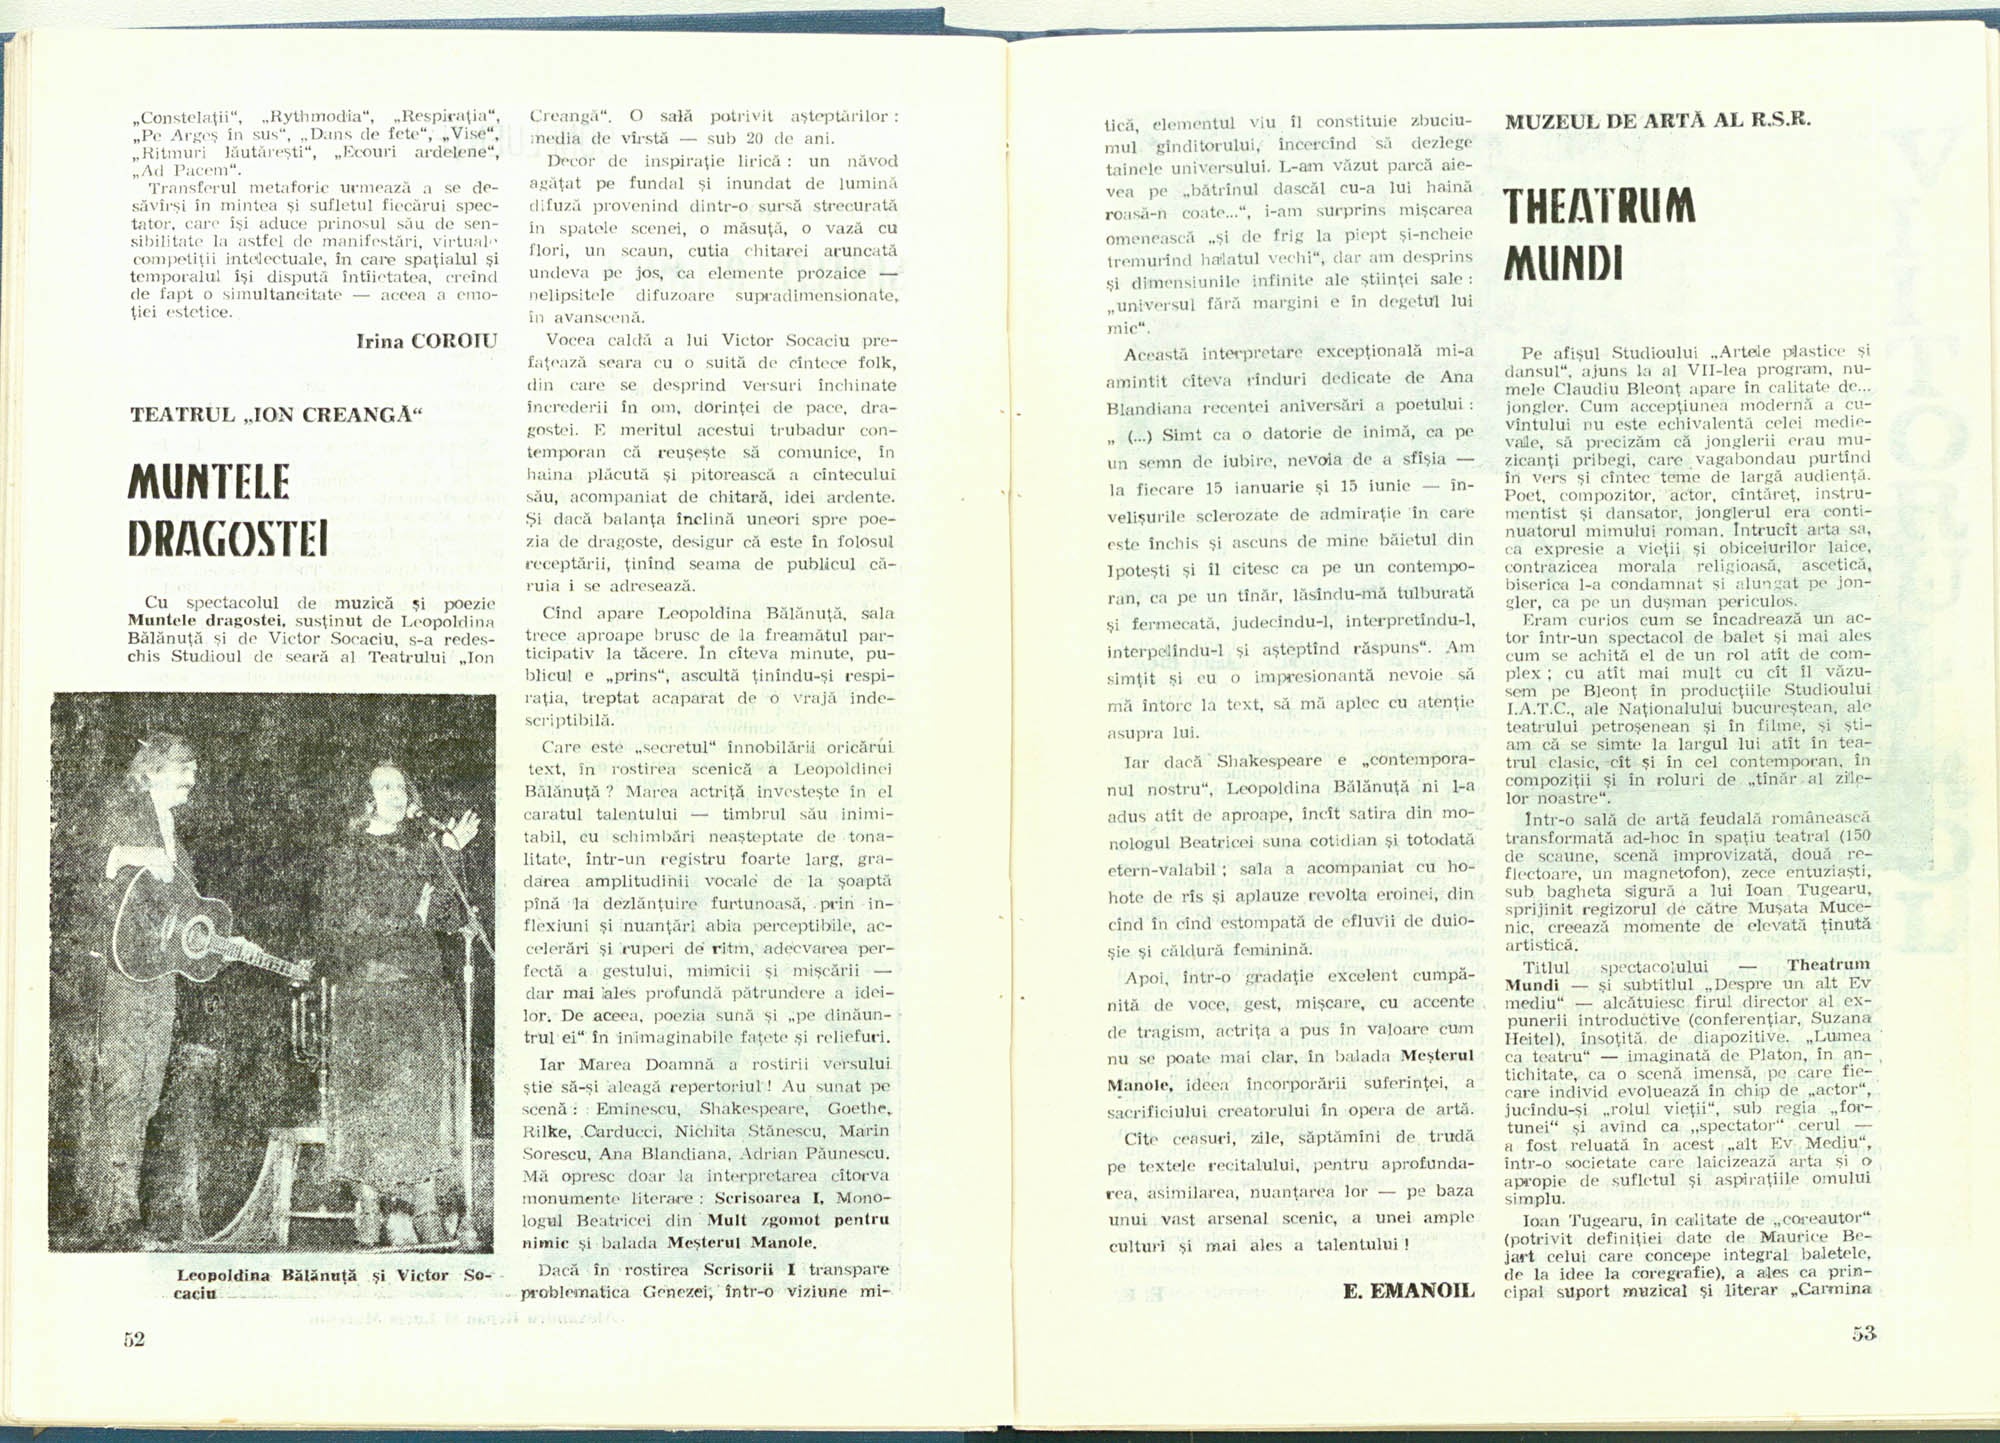 „Constelații“, „Rythmodia“, „Respirația“,
„Pe Argeș în sus“, „Dans de fete“, „Vise“,
„Ritmuri lăutărești“, „Ecouri ardelene“,
„Ad Pacem“.
Transferul metaforic urmează a se de-
săvîrși în mintea și sufletul fiecărui spec-
tator, care își aduce prinosul său de sen-
sibilitate la astfel de manifestări, virtuale
competiții intelectuale, în care spațialul și
temporalul își dispută întîietatea, creînd
de fapt o simultaneitate — aceea a emo-
ției estetice.
Irina COROIU
TEATRUL „ION CREANGĂ“
MUNTELE
DRAGOSTEI
Cu spectacolul de muzică și poezie
Muntele dragostei, susținut de Leopoldina
Bălănuță și de Victor Socaciu, s-a redes-
chis Studioul de seară al Teatrului „Ion
Leopoldina Bălănuță și Victor So-
caciu
52
Creangă“. O sală potrivit așteptărilor :
media de vîrstă — sub 20 de ani.
Decor de inspirație lirică : un năvod
agățat pe fundal și inundat de lumină
difuză provenind dintr-o sursă strecurată
în spatele scenei, o măsuță, o vază cu
flori, un scaun, cutia chitarei aruncată
undeva pe jos, ca elemente prozaice —
nelipsitele difuzoare supradimensionate,
în avanscenă.
Vocea caldă a lui Victor Socaciu pre-
fațează seara cu o suită de cîntece folk,
din care se desprind versuri închinate
încrederii în om, dorinței de pace, dra-
gostei. E meritul acestui trubadur con-
temporan că reușește să comunice, în
haina plăcută și pitorească a cîntecului
său, acompaniat de chitară, idei ardente.
Și dacă balanța înclină uneori spre poe-
zia de dragoste, desigur că este în folosul
receptării, ținînd seama de publicul că-
ruia i se adresează.
Cînd apare Leopoldina Bălănuță, sala
trece aproape brusc de la freamătul par-
ticipativ la tăcere. În cîteva minute, pu-
blicul e „prins“, ascultă ținîndu-și respi-
rația, treptat acaparat de o vrajă inde-
scriptibilă.
Care este „secretul“ înnobilării oricărui
text, în rostirea scenică a Leopoldinei
Bălănuță ? Marea actriță investește în el
caratul talentului — timbrul său inimi-
tabil, cu schimbări neașteptate de tona-
litate, într-un registru foarte larg, gra-
darea amplitudinii vocale de la șoaptă
pînă la dezlănțuire furtunoasă, prin in-
flexiuni și nuanțări abia perceptibile, ac-
celerări și ruperi de ritm, adecvarea per-
fectă a gestului, mimicii și mișcării —
dar mai ales profundă pătrundere a idei-
lor. De aceea, poezia sună și „pe dinăun-
trul ei“ în inimaginabile fațete și reliefuri.
Iar Marea Doamnă a rostirii versului
știe să-și aleagă repertoriul ! Au sunat pe
scenă : Eminescu, Shakespeare, Goethe,
Rilke, Carducci, Nichita Stănescu, Marin
Sorescu, Ana Blandiana, Adrian Păunescu.
Mă opresc doar la interpretarea cîtorva
monumente literare : Scrisoarea I, Mono-
logul Beatricei din Mult zgomot pentru
nimic și balada Meșterul Manole.
Dacă în rostirea Scrisorii I transpare
problematica Genezei, într-o viziune mi-
tică, elementul viu îl constituie zbuciu-
mul gînditorului, încercînd să dezlege
tainele universului. L-am văzut parcă aie-
vea pe „bătrînul dascăl cu-a lui haină
roasă-n coate...“, i-am surprins mișcarea
omenească „și de frig la piept și-ncheie
tremurînd halatul vechi“, dar am desprins
și dimensiunile infinite ale științei sale :
„universul fără margini e în degetul lui
mic“.
Această interpretare excepțională mi-a
amintit cîteva rînduri dedicate de Ana
Blandiana recentei aniversări a poetului :
„ (...) Simt ca o datorie de inimă, ca pe
un semn de iubire, nevoia de a sfîșia —
la fiecare 15 ianuarie și 15 iunie — în-
velișurile sclerozate de admirație în care
este închis și ascuns de mine băietul din
Ipotești și îl citesc ca pe un contempo-
ran, ca pe un tînăr, lăsîndu-mă tulburată
și fermecată, judecîndu-l, interpretîndu-l,
interpelîndu-l și așteptînd răspuns“. Am
simțit și eu o impresionantă nevoie să
mă întorc la text, să mă aplec cu atenție
asupra lui.
Iar dacă Shakespeare e „contempora-
nul nostru“, Leopoldina Bălănuță ni l-a
adus atît de aproape, încît satira din mo-
nologul Beatricei suna cotidian și totodată
etern-valabil ; sala a acompaniat cu ho-
hote de rîs și aplauze revolta eroinei, din
cînd în cînd estompată de efluvii de duio-
șie și căldură feminină.
Apoi, într-o gradație excelent cumpă-
nită de voce, gest, mișcare, cu accente
de tragism, actrița a pus în valoare cum
nu se poate mai clar, în balada Meșterul
Manole, ideea încorporării suferinței, a
sacrificiului creatorului în opera de artă.
Cîte ceasuri, zile, săptămîni de trudă
pe textele recitalului, pentru aprofunda-
rea, asimilarea, nuanțarea lor — pe baza
unui vast arsenal scenic, a unei ample
culturi și mai ales a talentului !
E. EMANOIL
MUZEUL DE ARTĂ AL R.S.R.
THEATRUM
MUNDI
Pe afișul Studioului „Artele plastice și
dansul“, ajuns la al VII-lea program, nu-
mele Claudiu Bleonț apare în calitate de...
jongler. Cum accepțiunea modernă a cu-
vîntului nu este echivalentă celei medie-
vale, să precizăm că jonglerii erau mu-
zicanți pribegi, care vagabondau purtînd
în vers și cîntec teme de largă audiență.
Poet, compozitor, actor, cîntăreț, instru-
mentist și dansator, jonglerul era conti-
nuatorul mimului roman. Întrucît arta sa,
ca expresie a vieții și obiceiurilor laice,
contrazicea morala religioasă, ascetică,
biserica l-a condamnat și alungat pe jon-
gler, ca pe un dușman periculos.
Eram curios cum se încadrează un ac-
tor într-un spectacol de balet și mai ales
cum se achită el de un rol atît de com-
plex ; cu atît mai mult cu cît îl văzu-
sem pe Bleonț în producțiile Studioului
I.A.T.C., ale Naționalului bucureștean, ale
teatrului petroșenean și în filme, și ști-
am că se simte la largul lui atît în tea-
trul clasic, cît și în cel contemporan, în
compoziții și în roluri de „tînăr al zile-
lor noastre“.
Într-o sală de artă feudală românească
transformată ad-hoc în spațiu teatral (150
de scaune, scenă improvizată, două re-
flectoare, un magnetofon), zece entuziaști,
sub bagheta sigură a lui Ioan Tugearu,
sprijinit regizorul de către Mușata Muce-
nic, creează momente de elevată ținută
artistică.
Titlul spectacolului — Theatrum
Mundi — și subtitlul „Despre un alt Ev
mediu“ — alcătuiesc firul director al ex-
punerii introductive (conferențiar, Suzana
Heitel), însoțită de diapozitive. „Lumea
ca teatru“ — imaginată de Platon, în an-
tichitate, ca o scenă imensă, pe care fie-
care individ evoluează în chip de „actor“,
jucîndu-și „rolul vieții“, sub regia „for-
tunei“ și avînd ca „spectator“ cerul —
a fost reluată în acest „alt Ev Mediu“,
într-o societate care laicizează arta și o
apropie de sufletul și aspirațiile omului
simplu.
Ioan Tugearu, în calitate de „coreautor“
(potrivit definiției date de Maurice Be-
jart celui care concepe integral baletele,
de la idee la coregrafie), a ales ca prin-
cipal suport muzical și literar „Carmina
53